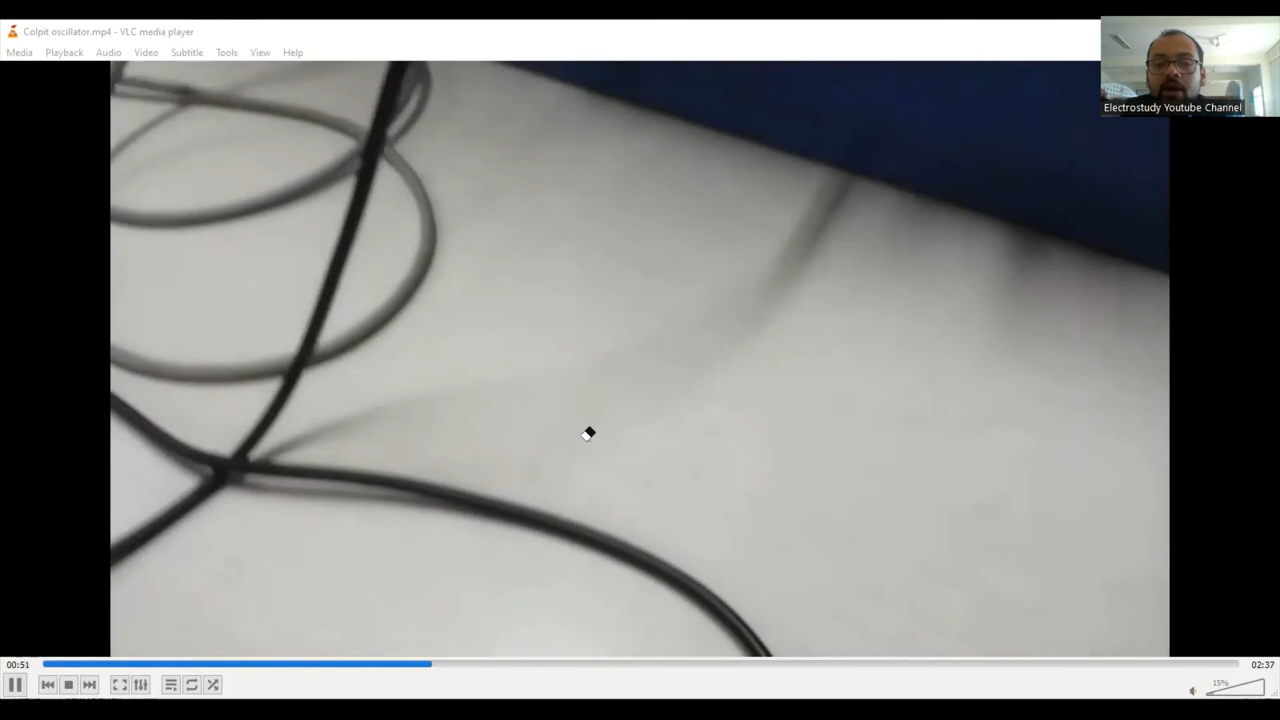 Colpit oscillator.mp4 - VLC media player
Media Playback Audio Video Subtitle Tools View Help
Electrostudy Youtube Channel
00:51
02:37
15%